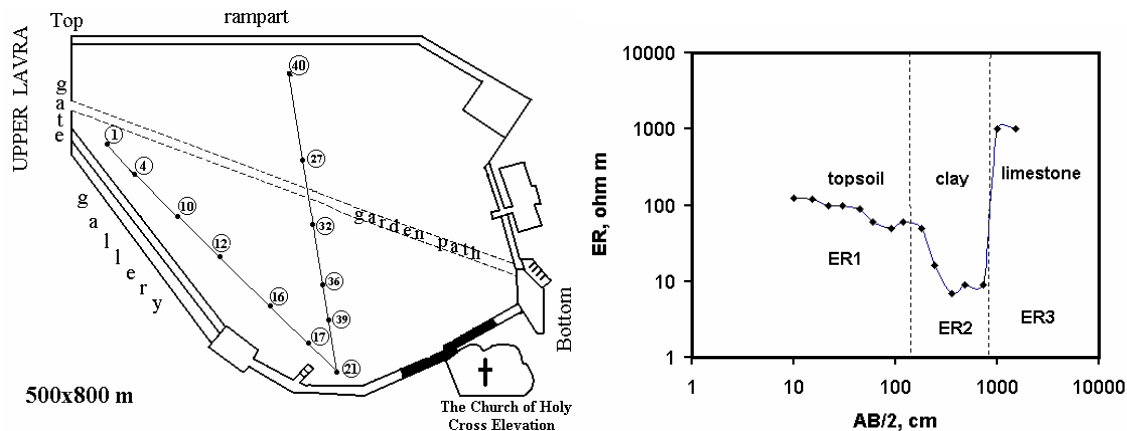 Top
rampart
UPPER LAVRA
gate
gallery
40
1
27
4
10
32
garden path
12
36
16
39
17
21
Bottom
500x800 m
The Church of Holy
Cross Elevation
10000
1000
100
10
1
ER, ohm m
topsoil
clay
limestone
ER1
ER2
ER3
1
10
100
1000
10000
AB/2, cm